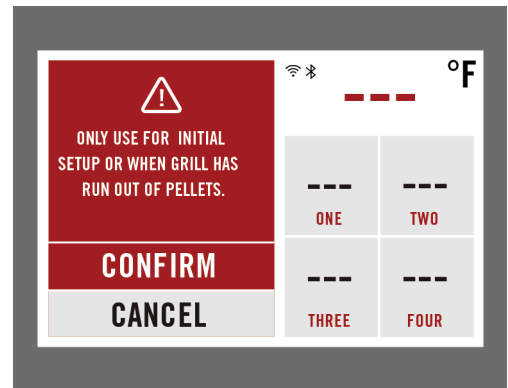 ONLY USE FOR INITIAL
SETUP OR WHEN GRILL HAS
RUN OUT OF PELLETS.
CONFIRM
CANCEL
--- °F
--- ---
ONE TWO
--- ---
THREE FOUR